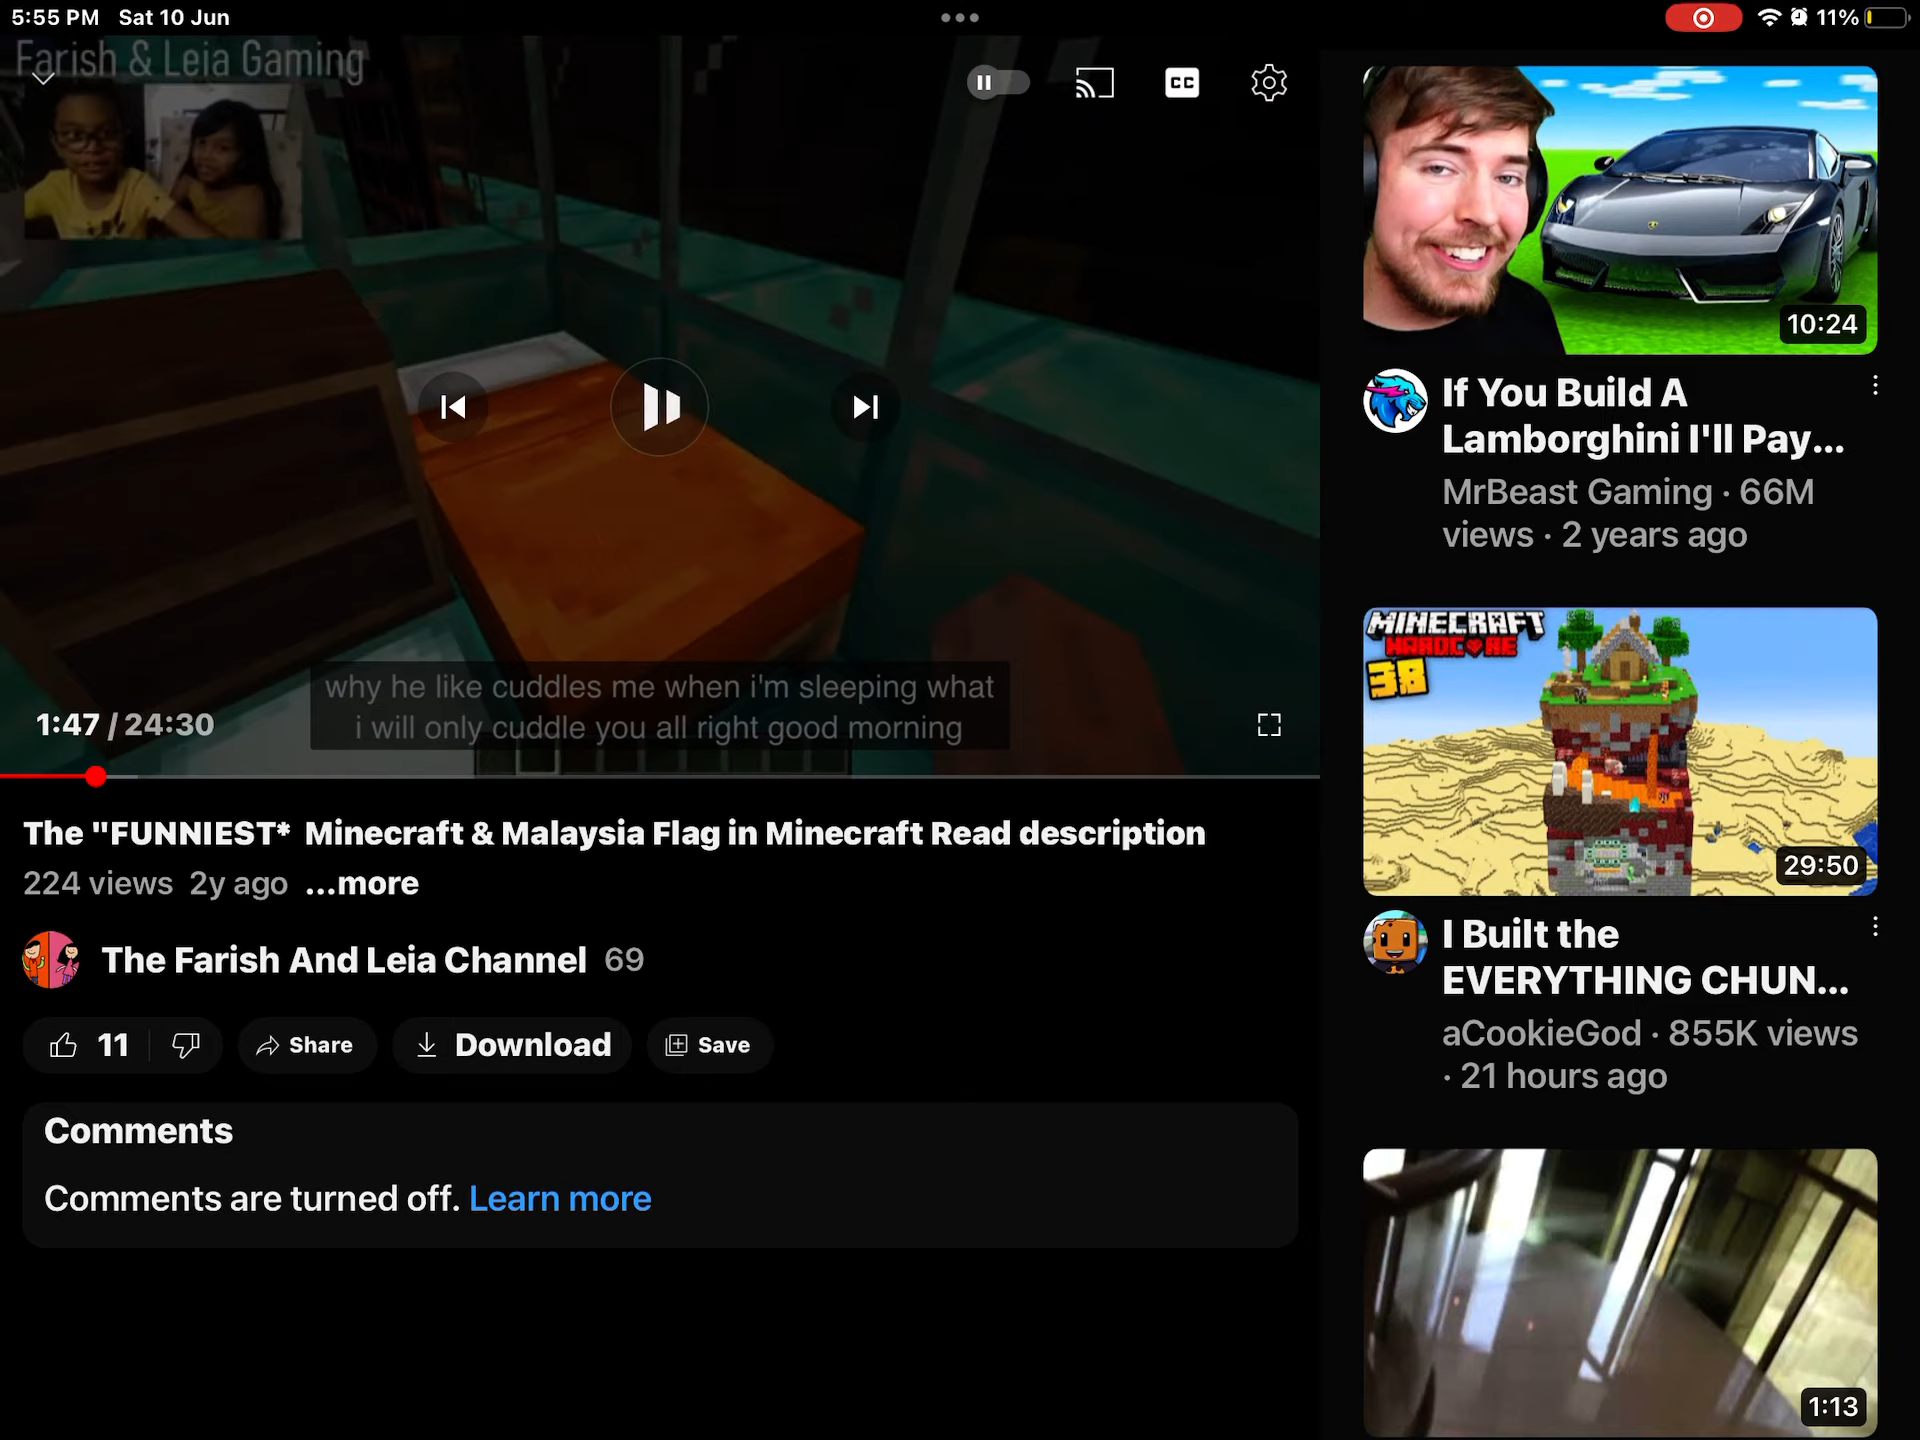 5:55 PM Sat 10 Jun
11%
Farish & Leia Gaming
CC
why he like cuddles me when i'm sleeping what
i will only cuddle you all right good morning
1:47 / 24:30
The "FUNNIEST* Minecraft & Malaysia Flag in Minecraft Read description
224 views 2y ago ...more
The Farish And Leia Channel 69
11
Share
Download
Save
Comments
Comments are turned off. Learn more
10:24
If You Build A
Lamborghini I'll Pay...
MrBeast Gaming · 66M
views · 2 years ago
MINECRAFT
HARDCORE
38
29:50
I Built the
EVERYTHING CHUN...
aCookieGod · 855K views
· 21 hours ago
1:13